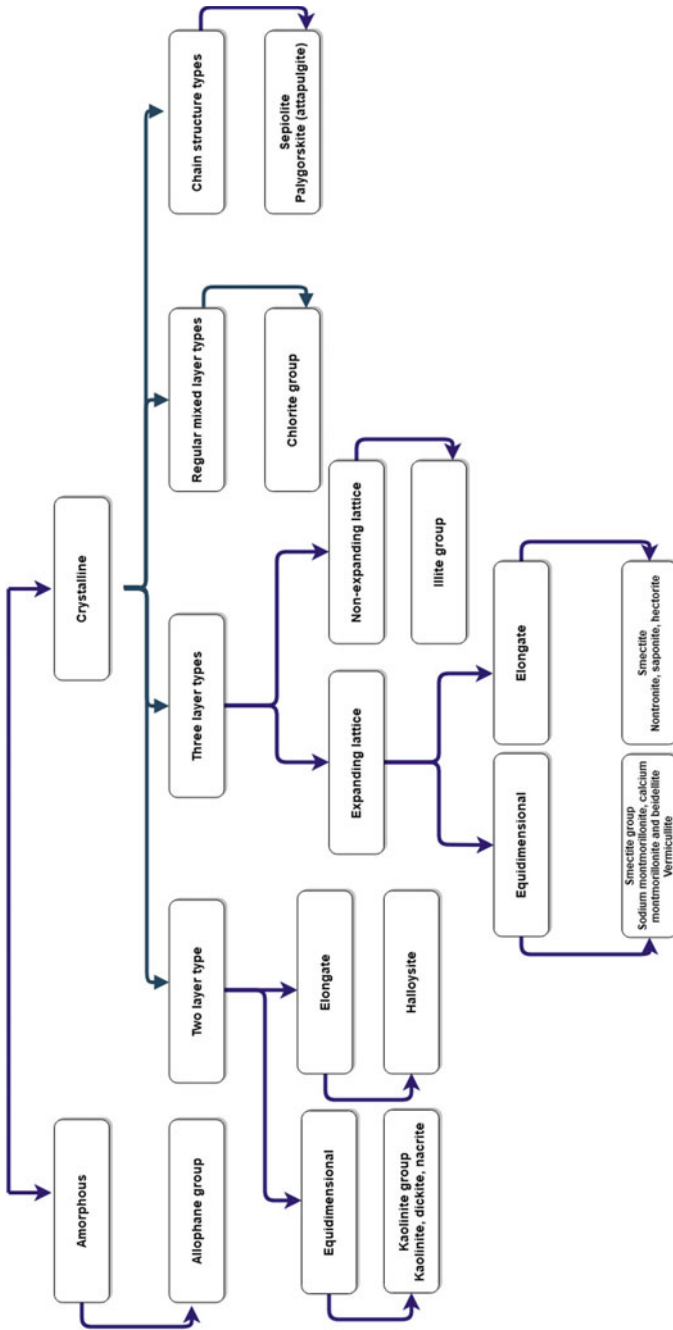 Amorphous
Crystalline
Allophane group
Two layer type
Three layer types
Regular mixed layer types
Chain structure types
Equidimensional
Elongate
Expanding lattice
Non-expanding lattice
Chlorite group
Sepiolite
Palygorskite (attapulgite)
Kaolinite group
Kaolinite, dickite, nacrite
Halloysite
Illite group
Equidimensional
Elongate
Smectite group
Sodium montmorillonite, calcium
montmorillonite and beidellite
Vermicullite
Smectite
Nontronite, saponite, hectorite